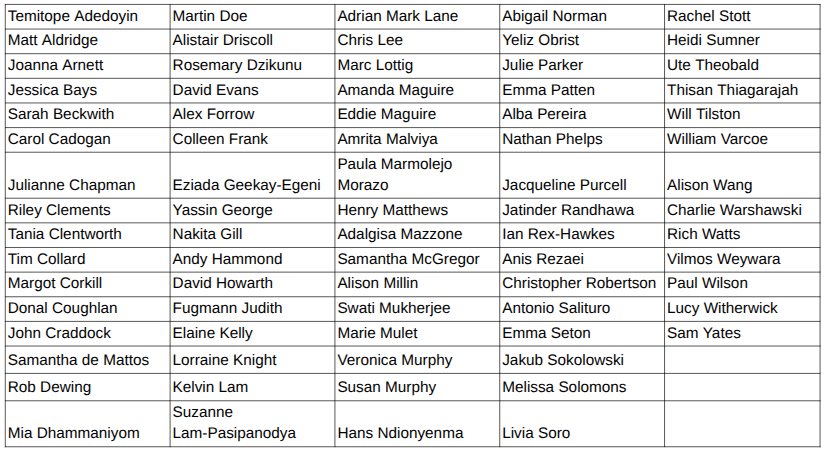 Temitope Adedoyin Martin Doe Adrian Mark Lane Abigail Norman Rachel Stott
Matt Aldridge Alistair Driscoll Chris Lee Yeliz Obrist Heidi Sumner
Joanna Arnett Rosemary Dzikunu Marc Lottig Julie Parker Ute Theobald
Jessica Bays David Evans Amanda Maguire Emma Patten Thisan Thiagarajah
Sarah Beckwith Alex Forrow Eddie Maguire Alba Pereira Will Tilston
Carol Cadogan Colleen Frank Amrita Malviya Nathan Phelps William Varcoe
Paula Marmolejo
Julianne Chapman Eziada Geekay-Egeni Morazo Jacqueline Purcell Alison Wang
Riley Clements Yassin George Henry Matthews Jatinder Randhawa Charlie Warshawski
Tania Clentworth Nakita Gill Adalgisa Mazzone Ian Rex-Hawkes Rich Watts
Tim Collard Andy Hammond Samantha McGregor Anis Rezaei Vilmos Weywara
Margot Corkill David Howarth Alison Millin Christopher Robertson Paul Wilson
Donal Coughlan Fugmann Judith Swati Mukherjee Antonio Salituro Lucy Witherwick
John Craddock Elaine Kelly Marie Mulet Emma Seton Sam Yates
Samantha de Mattos Lorraine Knight Veronica Murphy Jakub Sokolowski
Rob Dewing Kelvin Lam Susan Murphy Melissa Solomons
Suzanne
Mia Dhammaniyom Lam-Pasipanodya Hans Ndionyenma Livia Soro